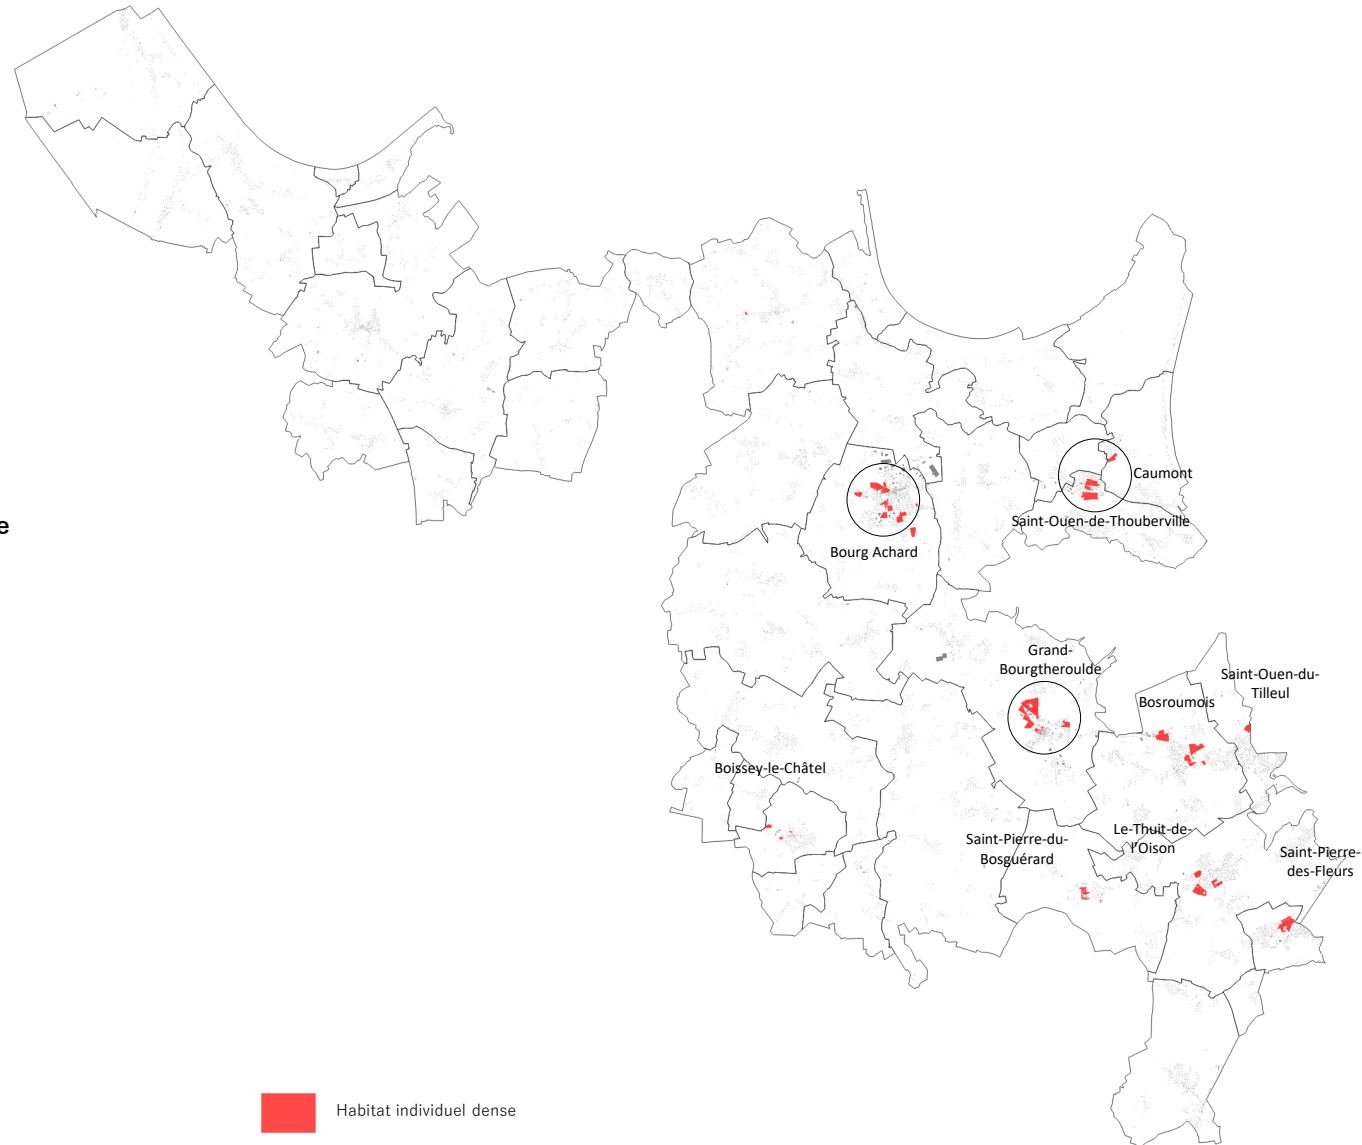 Caumont
Saint-Ouen-de-Thouberville
e
Bourg Achard
Grand-
Bourgtheroulde
Saint-Ouen-du-
Tilleul
Bosroumois
Boissey-le-Châtel
Le-Thuit-de-
l'Oison
Saint-Pierre-du-
Bosguérard
Saint-Pierre-
des-Fleurs
Habitat individuel dense